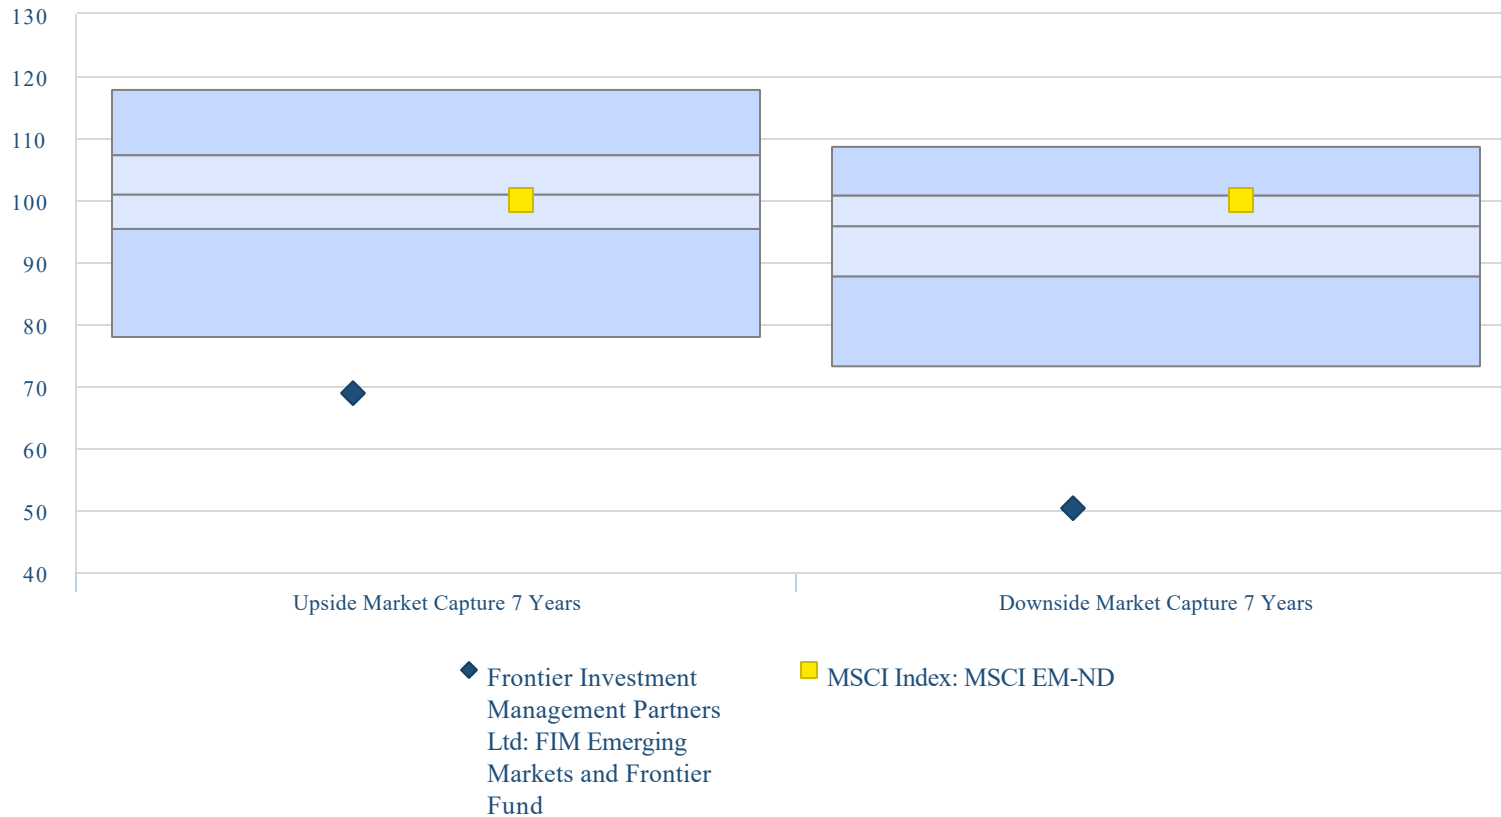 130
120
110
100
90
80
70
60
50
40
Upside Market Capture 7 Years
Downside Market Capture 7 Years
Frontier Investment
Management Partners
Ltd: FIM Emerging
Markets and Frontier
Fund
MSCI Index: MSCI EM-ND